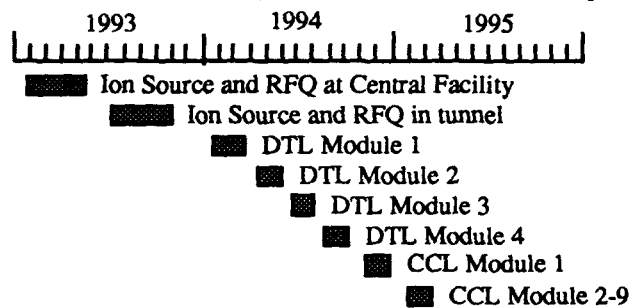 1993 1994 1995
Ion Source and RFQ at Central Facility
Ion Source and RFQ in tunnel
DTL Module 1
DTL Module 2
DTL Module 3
DTL Module 4
CCL Module 1
CCL Module 2-9